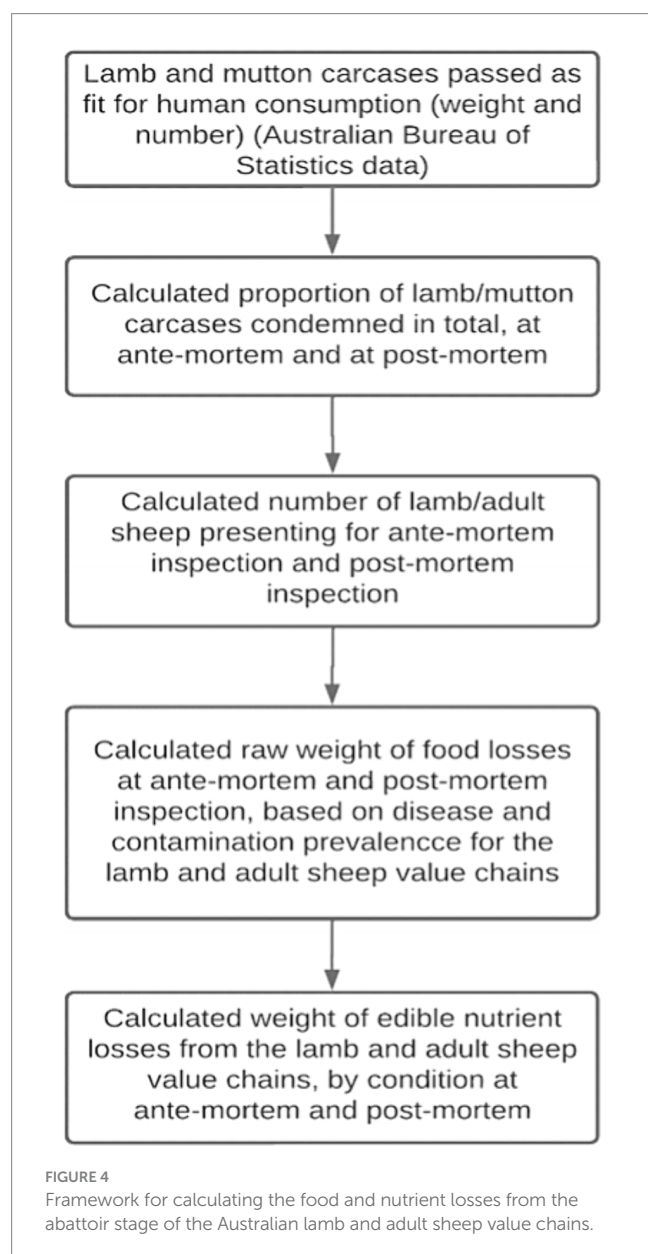 Lamb and mutton carcases passed as
fit for human consumption (weight and
number) (Australian Bureau of
Statistics data)
Calculated proportion of lamb/mutton
carcases condemned in total, at
ante-mortem and at post-mortem
Calculated number of lamb/adult
sheep presenting for ante-mortem
inspection and post-mortem
inspection
Calculated raw weight of food losses
at ante-mortem and post-mortem
inspection, based on disease and
contamination prevalencce for the
lamb and adult sheep value chains
Calculated weight of edible nutrient
losses from the lamb and adult sheep
value chains, by condition at
ante-mortem and post-mortem
FIGURE 4
Framework for calculating the food and nutrient losses from the
abattoir stage of the Australian lamb and adult sheep value chains.